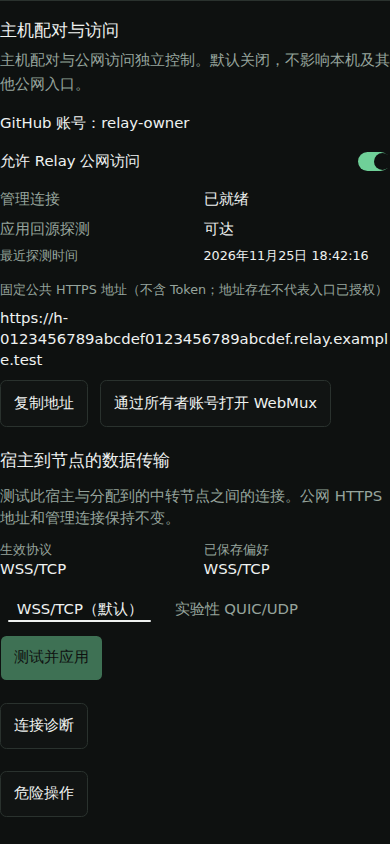 主机配对与访问
主机配对与公网访问独立控制。默认关闭，不影响本机及其
他公网入口。
GitHub 账号：relay-owner
允许 Relay 公网访问
管理连接 已就绪
应用回源探测 可达
最近探测时间 2026年11月25日 18:42:16
固定公共 HTTPS 地址（不含 Token；地址存在不代表入口已授权）
https://h-
0123456789abcdef0123456789abcdef.relay.exampl
e.test
复制地址 通过所有者账号打开 WebMux
宿主到节点的数据传输
测试此宿主与分配到的中转节点之间的连接。公网 HTTPS
地址和管理连接保持不变。
生效协议 已保存偏好
WSS/TCP WSS/TCP
WSS/TCP（默认） 实验性 QUIC/UDP
测试并应用
连接诊断
危险操作